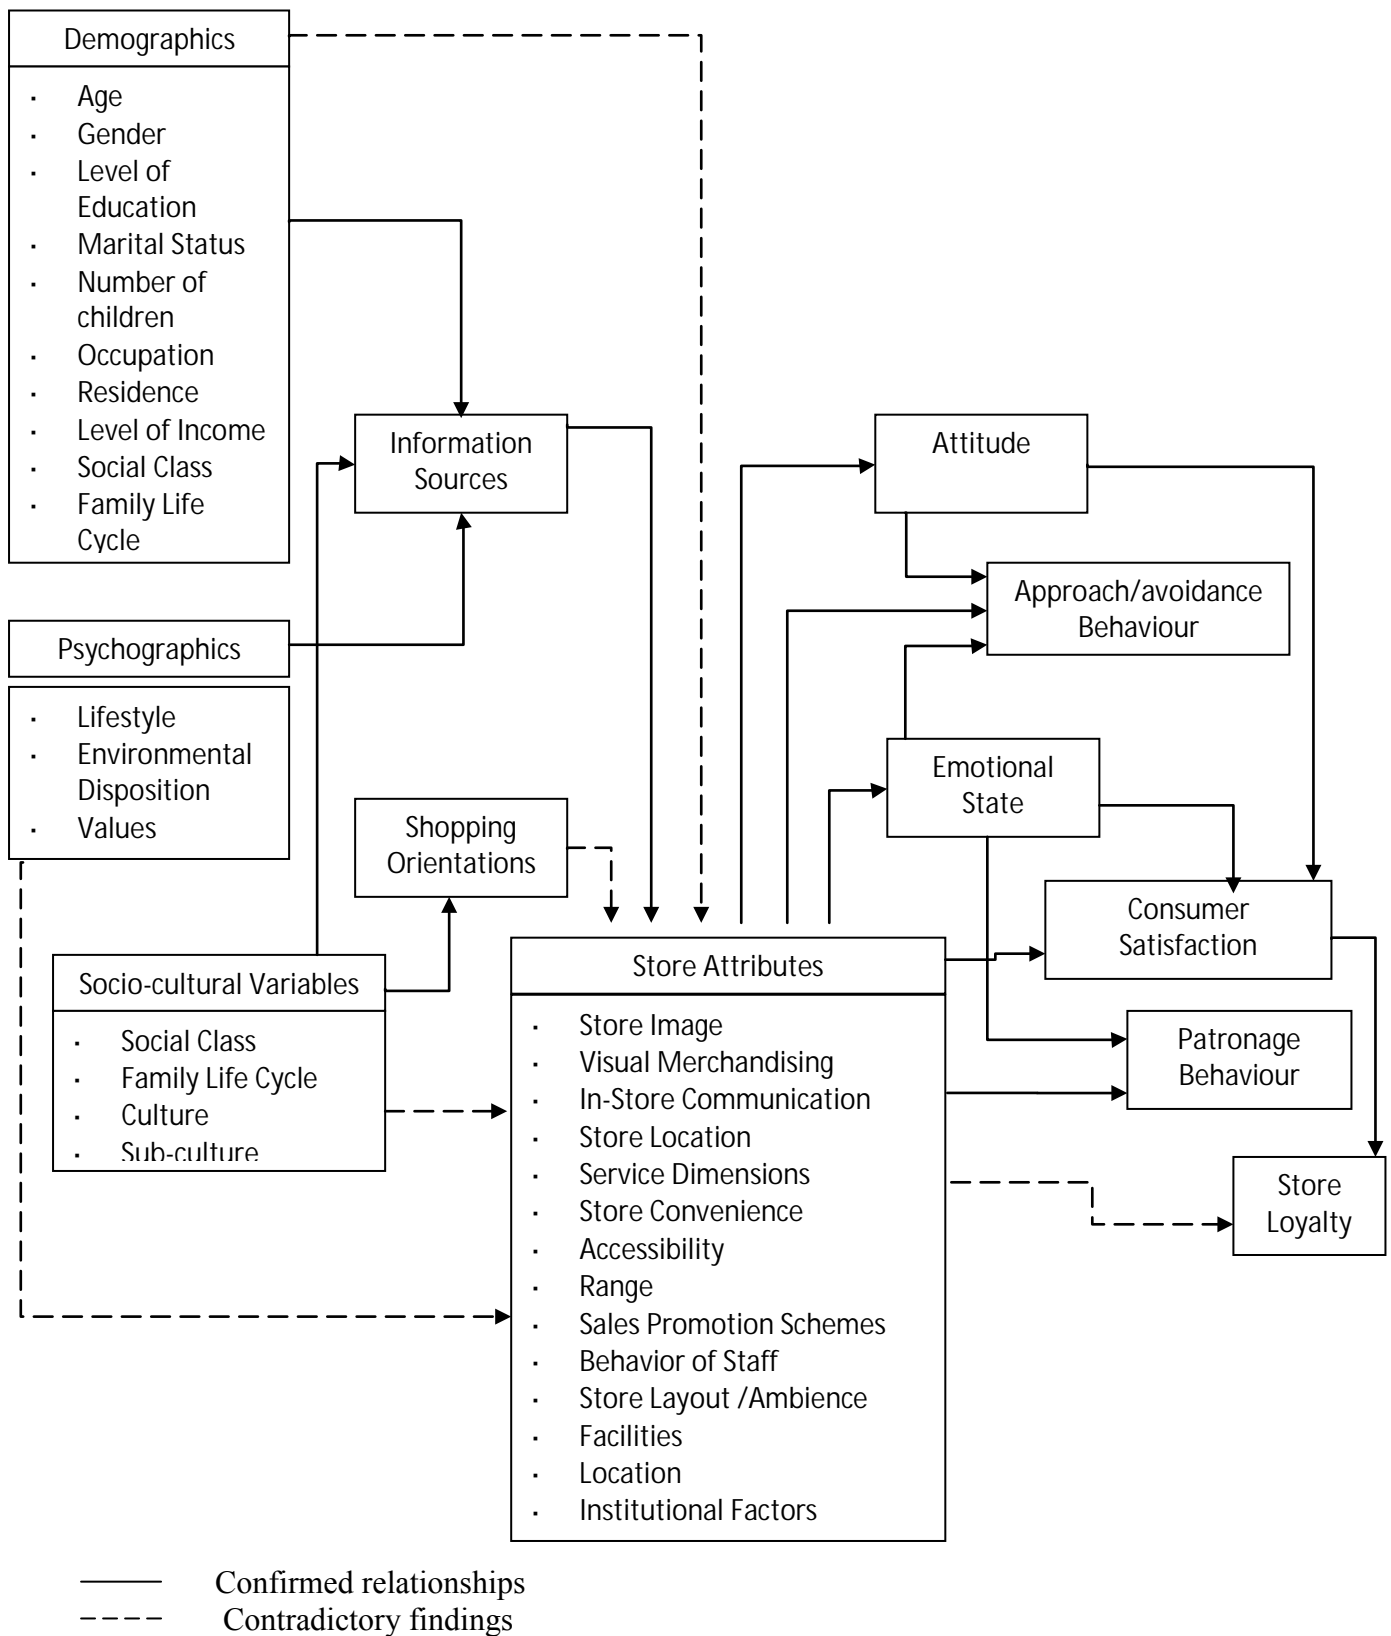 Demographics
· Age
· Gender
· Level of
Education
· Marital Status
· Number of
children
· Occupation
· Residence
· Level of Income
· Social Class
· Family Life
Cycle
Psychographics
· Lifestyle
· Environmental
Disposition
· Values
Information
Sources
Shopping
Orientations
Socio-cultural Variables
· Social Class
· Family Life Cycle
· Culture
· Sub-culture
Store Attributes
· Store Image
· Visual Merchandising
· In-Store Communication
· Store Location
· Service Dimensions
· Store Convenience
· Accessibility
· Range
· Sales Promotion Schemes
· Behavior of Staff
· Store Layout /Ambience
· Facilities
· Location
· Institutional Factors
Attitude
Approach/avoidance
Behaviour
Emotional
State
Consumer
Satisfaction
Patronage
Behaviour
Store
Loyalty
Confirmed relationships
Contradictory findings